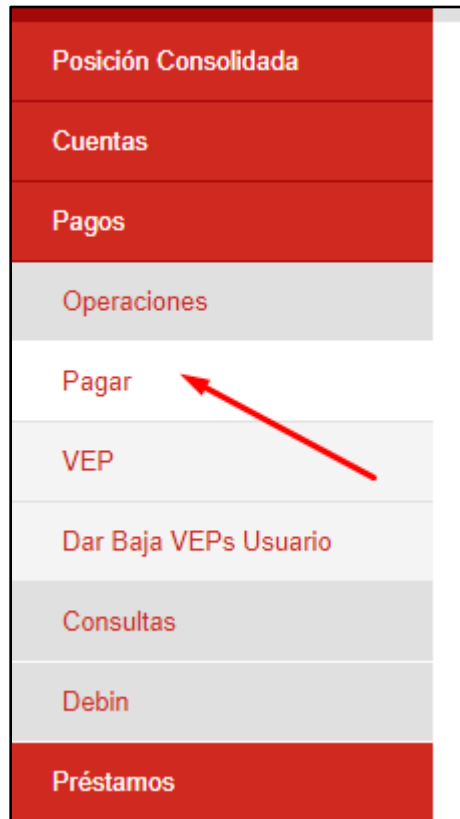 Posición Consolidada
Cuentas
Pagos
Operaciones
Pagar
VEP
Dar Baja VEPs Usuario
Consultas
Debin
Préstamos